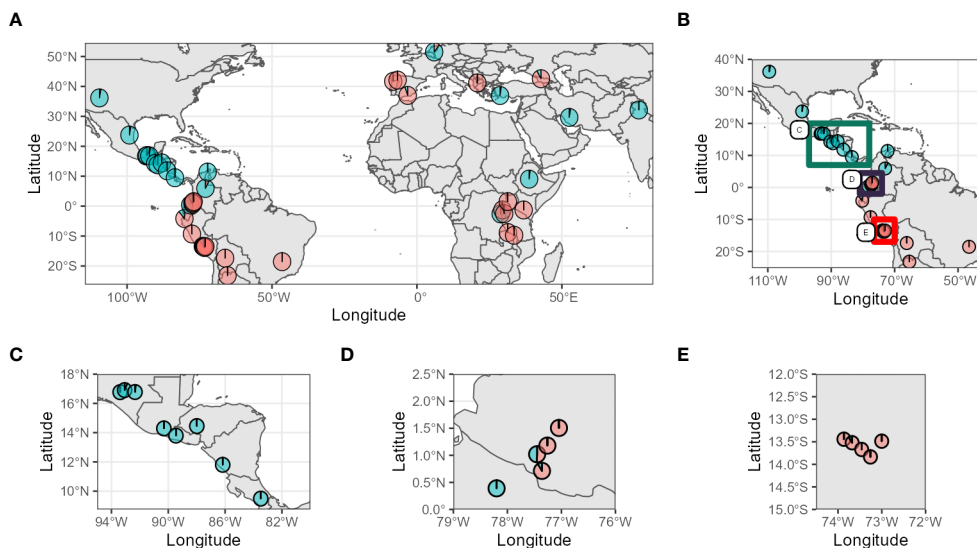 A
50°N
40°N
30°N
20°N
10°N
0°
10°S
20°S
Latitude
100°W 50°W 0° 50°E
Longitude
B
40°N
30°N
20°N
10°N
0°
10°S
20°S
Latitude
C
D
E
110°W 90°W 70°W 50°W
Longitude
C
18°N
16°N
14°N
12°N
10°N
Latitude
94°W 90°W 86°W 82°W
Longitude
D
2.5°N
2.0°N
1.5°N
1.0°N
0.5°N
0.0°
Latitude
79°W 78°W 77°W 76°W
Longitude
E
12.0°S
12.5°S
13.0°S
13.5°S
14.0°S
14.5°S
15.0°S
Latitude
74°W 73°W 72°W
Longitude